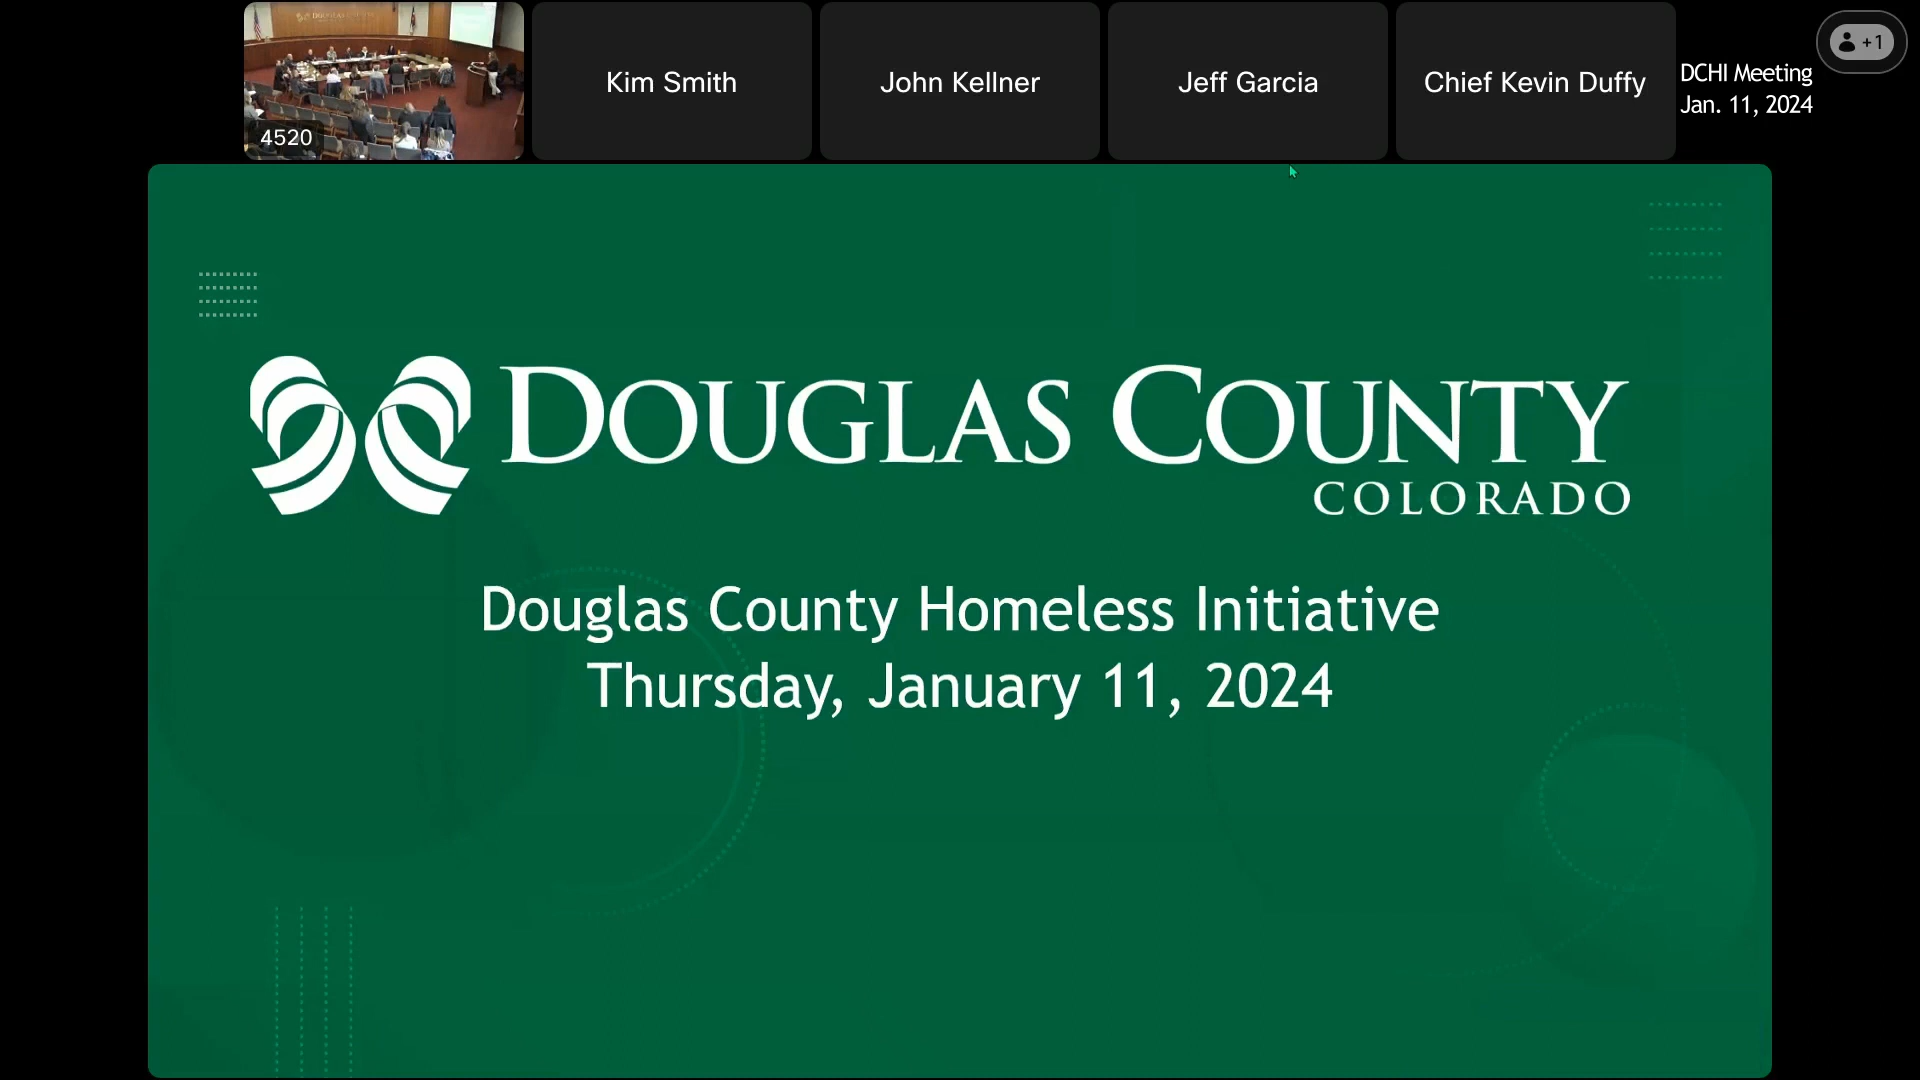 4520
Kim Smith
John Kellner
Jeff Garcia
Chief Kevin Duffy
DCHI Meeting
Jan. 11, 2024
+1
DOUGLAS COUNTY
COLORADO
Douglas County Homeless Initiative
Thursday, January 11, 2024